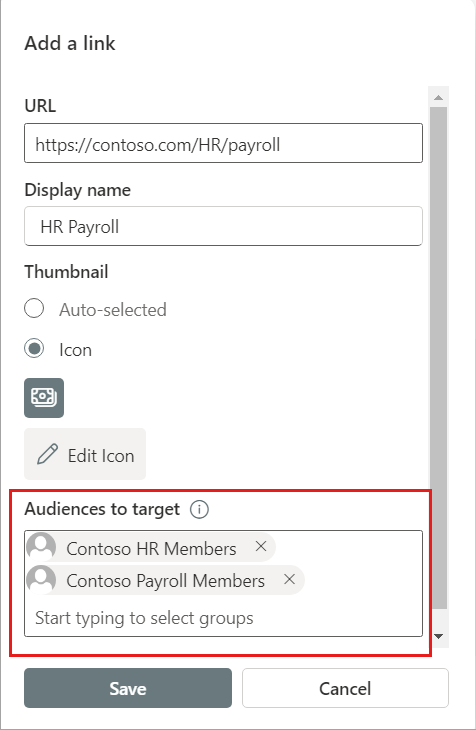 Add a link
URL
https://contoso.com/HR/payroll
Display name
HR Payroll
Thumbnail
Auto-selected
Icon
Edit Icon
Audiences to target
Contoso HR Members
Contoso Payroll Members
Start typing to select groups
Save Cancel